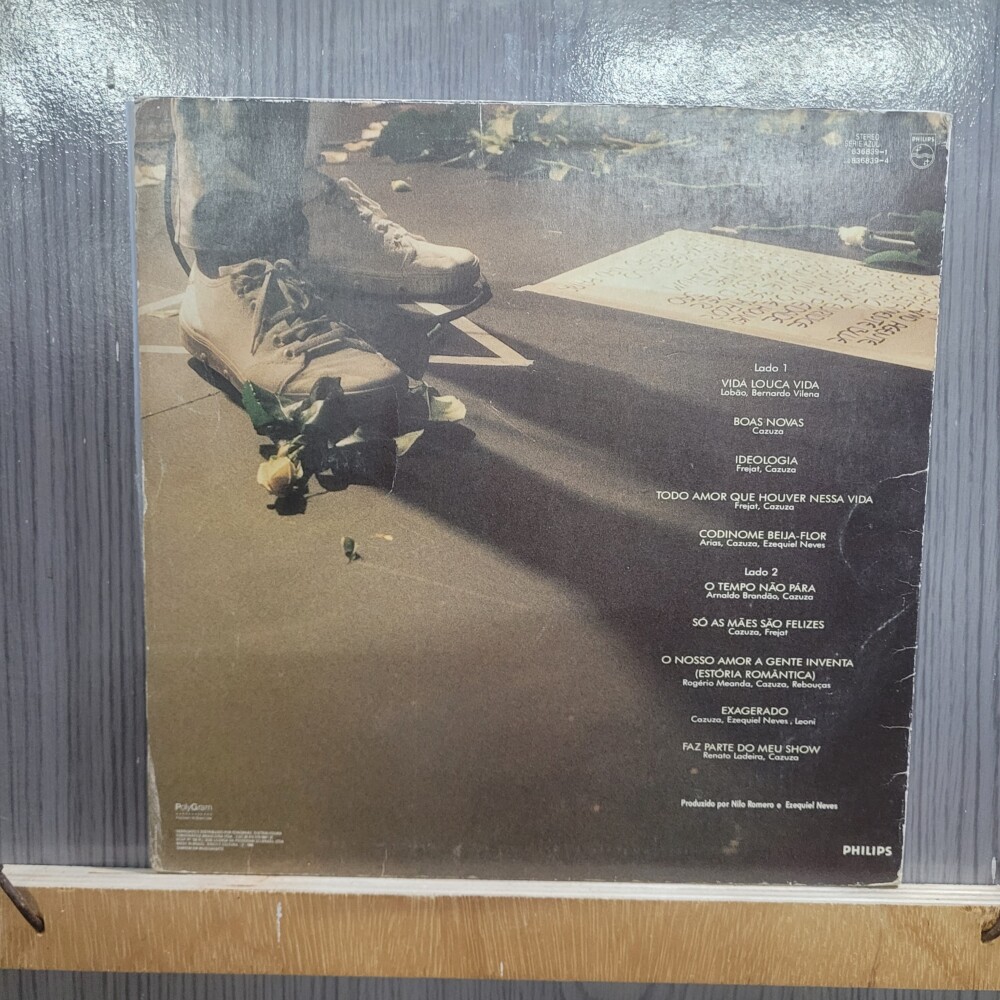 STEREO
SÉRIE AZUL
836839-1
836839-4
PHILIPS
Lado 1
VIDA LOUCA VIDA
Lobão, Bernardo Vilena
BOAS NOVAS
Cazuza
IDEOLOGIA
Frejat, Cazuza
TODO AMOR QUE HOUVER NESSA VIDA
Frejat, Cazuza
CODINOME BEIJA-FLOR
Arias, Cazuza, Ezequiel Neves
Lado 2
O TEMPO NÃO PÁRA
Arnaldo Brandão, Cazuza
SÓ AS MÃES SÃO FELIZES
Cazuza, Frejat
O NOSSO AMOR A GENTE INVENTA
(ESTÓRIA ROMÂNTICA)
Rogério Meanda, Cazuza, Rebouças
EXAGERADO
Cazuza, Ezequiel Neves, Leoni
FAZ PARTE DO MEU SHOW
Renato Ladeira, Cazuza
Produzido por Nilo Romero e Ezequiel Neves
PolyGram
PHILIPS